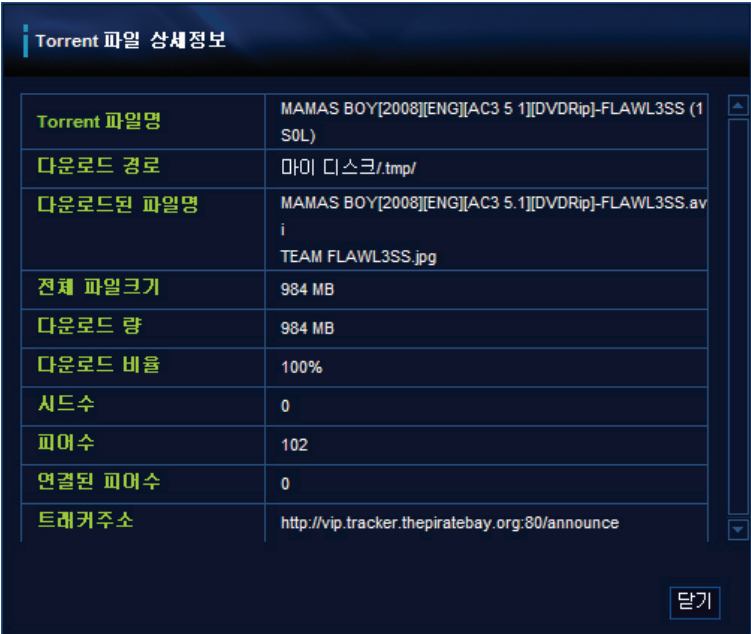 Torrent 파일 상세정보
Torrent 파일명
MAMAS BOY[2008][ENG][AC3 5 1][DVDRip]-FLAWL3SS (1
S0L)
다운로드 경로
마이 디스크/.tmp/
다운로드된 파일명
MAMAS BOY[2008][ENG][AC3 5.1][DVDRip]-FLAWL3SS.av
i
TEAM FLAWL3SS.jpg
전체 파일크기
984 MB
다운로드 량
984 MB
다운로드 비율
100%
시드수
0
피어수
102
연결된 피어수
0
트래커주소
http://vip.tracker.thepiratebay.org:80/announce
닫기